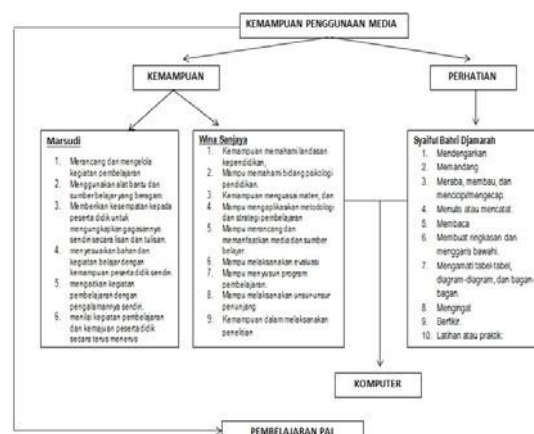 KEMAMPUAN PENGGUNAAN MEDIA
KEMAMPUAN
PERHATIAN
Marsudi
1. Merancang dan mengelola
kegiatan pembelajaran
2. Menggunakan alat bantu dan
sumber belajar yang beragam.
3. Memberikan kesempatan kepada
peserta didik untuk
mengungkapkan gagasannya
sendiri secara lisan dan tulisan.
4. menyesuaikan bahan dan
kegiatan belajar dengan
kemampuan peserta didik sendiri.
5. mengaitkan kegiatan
pembelajaran dengan
pengalamannya sendiri.
6. menilai kegiatan pembelajaran
dan kemajuan peserta didik
secara terus menerus
Wina Senjaya
1. Kemampuan memahami landasan
kependidikan,
2. Mampu memahami bidang psikologi
pendidikan.
3. Kemampuan menguasai materi, dan
4. Mampu mengaplikasikan metodologi
dan strategi pembelajaran
5. Mampu merancang dan
memanfaatkan media dan sumber
belajar.
6. Mampu melaksanakan evaluasi
7. Mampu menyusun program
pembelajaran.
8. Mampu melaksanakan unsur-unsur
penunjang
9. Kemampuan dalam melaksanakan
penelitian
Syaiful Bahri Djamarah
1. Mendengarkan
2. Memandang
3. Meraba, membau, dan
mencicipi/mengecap.
4. Menulis atau mencatat.
5. Membaca
6. Membuat ringkasan dan
menggaris bawahi.
7. Mengamati tabel-tabel,
diagram-diagram, dan bagan-
bagan.
8. Mengingat
9. Berfikir.
10. Latihan atau praktik.
KOMPUTER
PEMBELAJARAN PAI